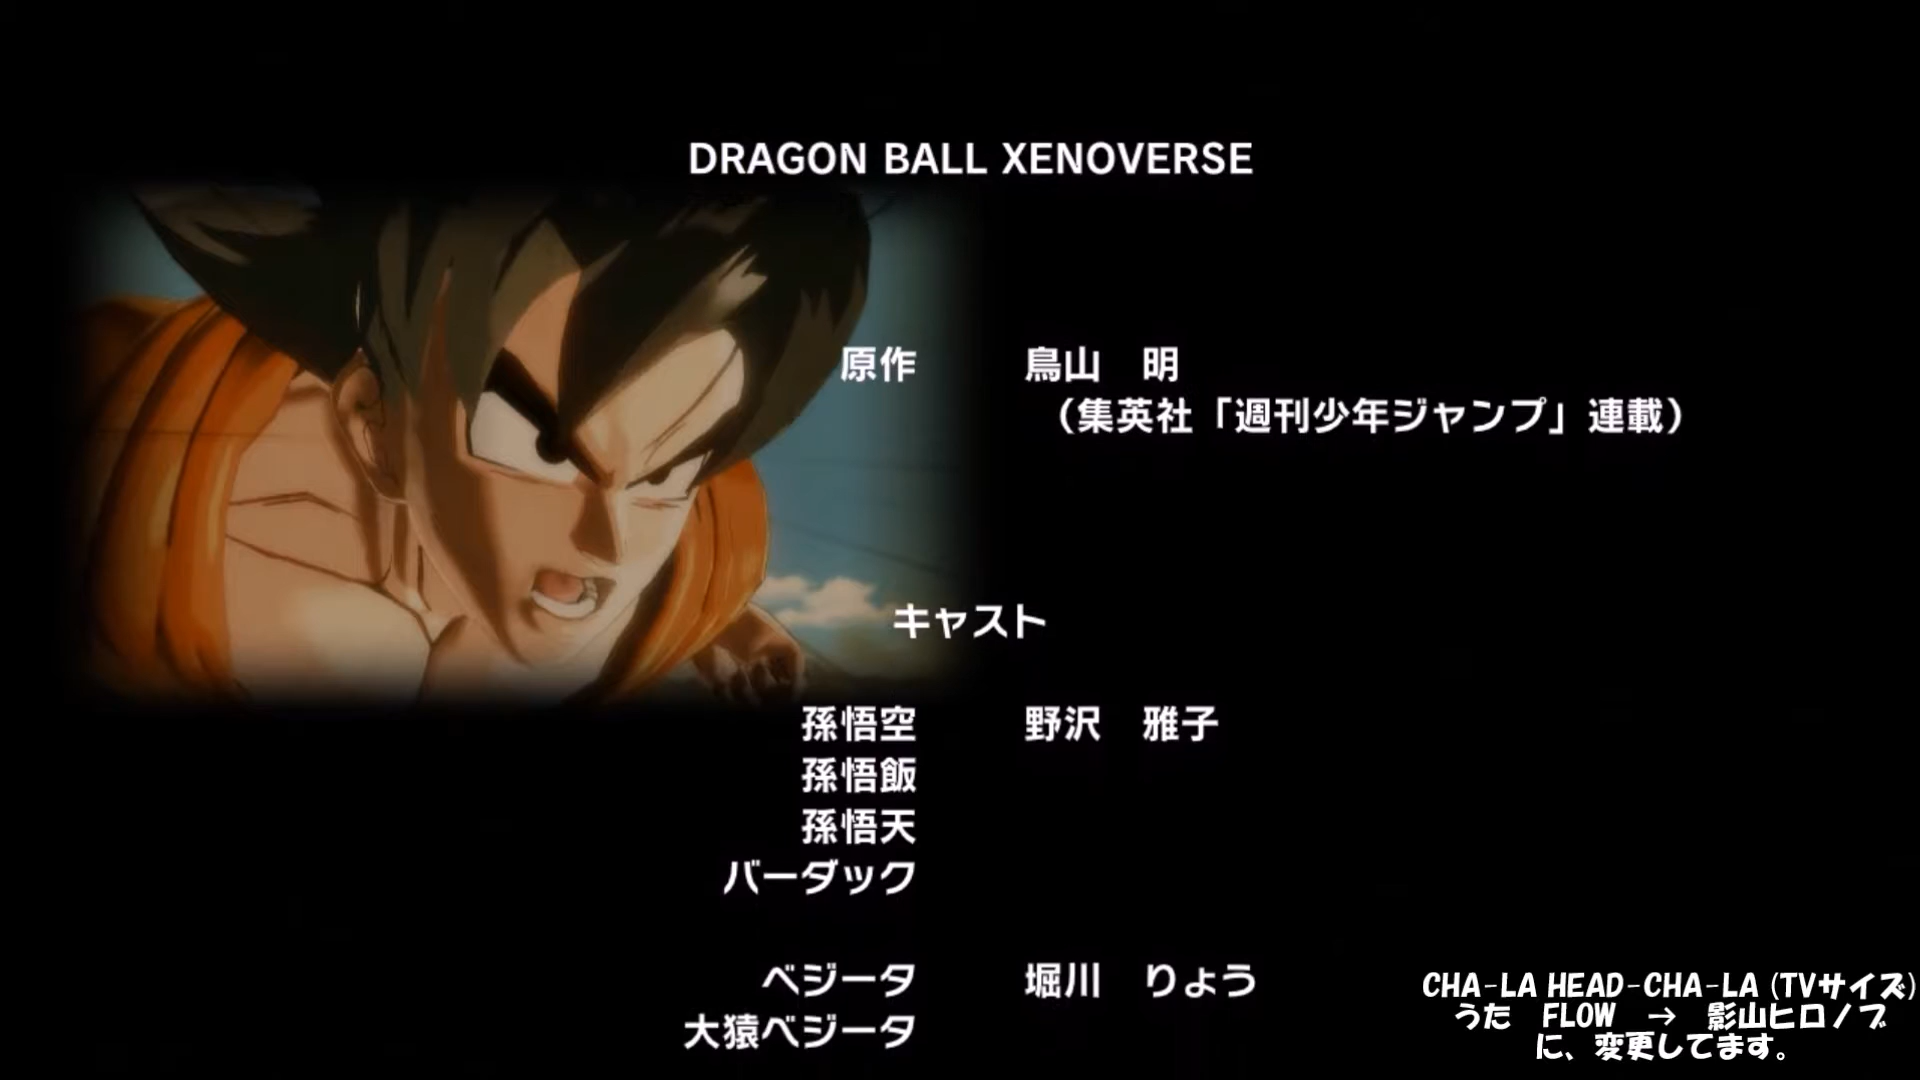 DRAGON BALL XENOVERSE
原作 鳥山 明
（集英社「週刊少年ジャンプ」連載）
キャスト
孫悟空 野沢 雅子
孫悟飯
孫悟天
バーダック
ベジータ 堀川 りょう
大猿ベジータ
CHA-LA HEAD-CHA-LA (TVサイズ)
うた FLOW → 影山ヒロノブ
に、変更してます。